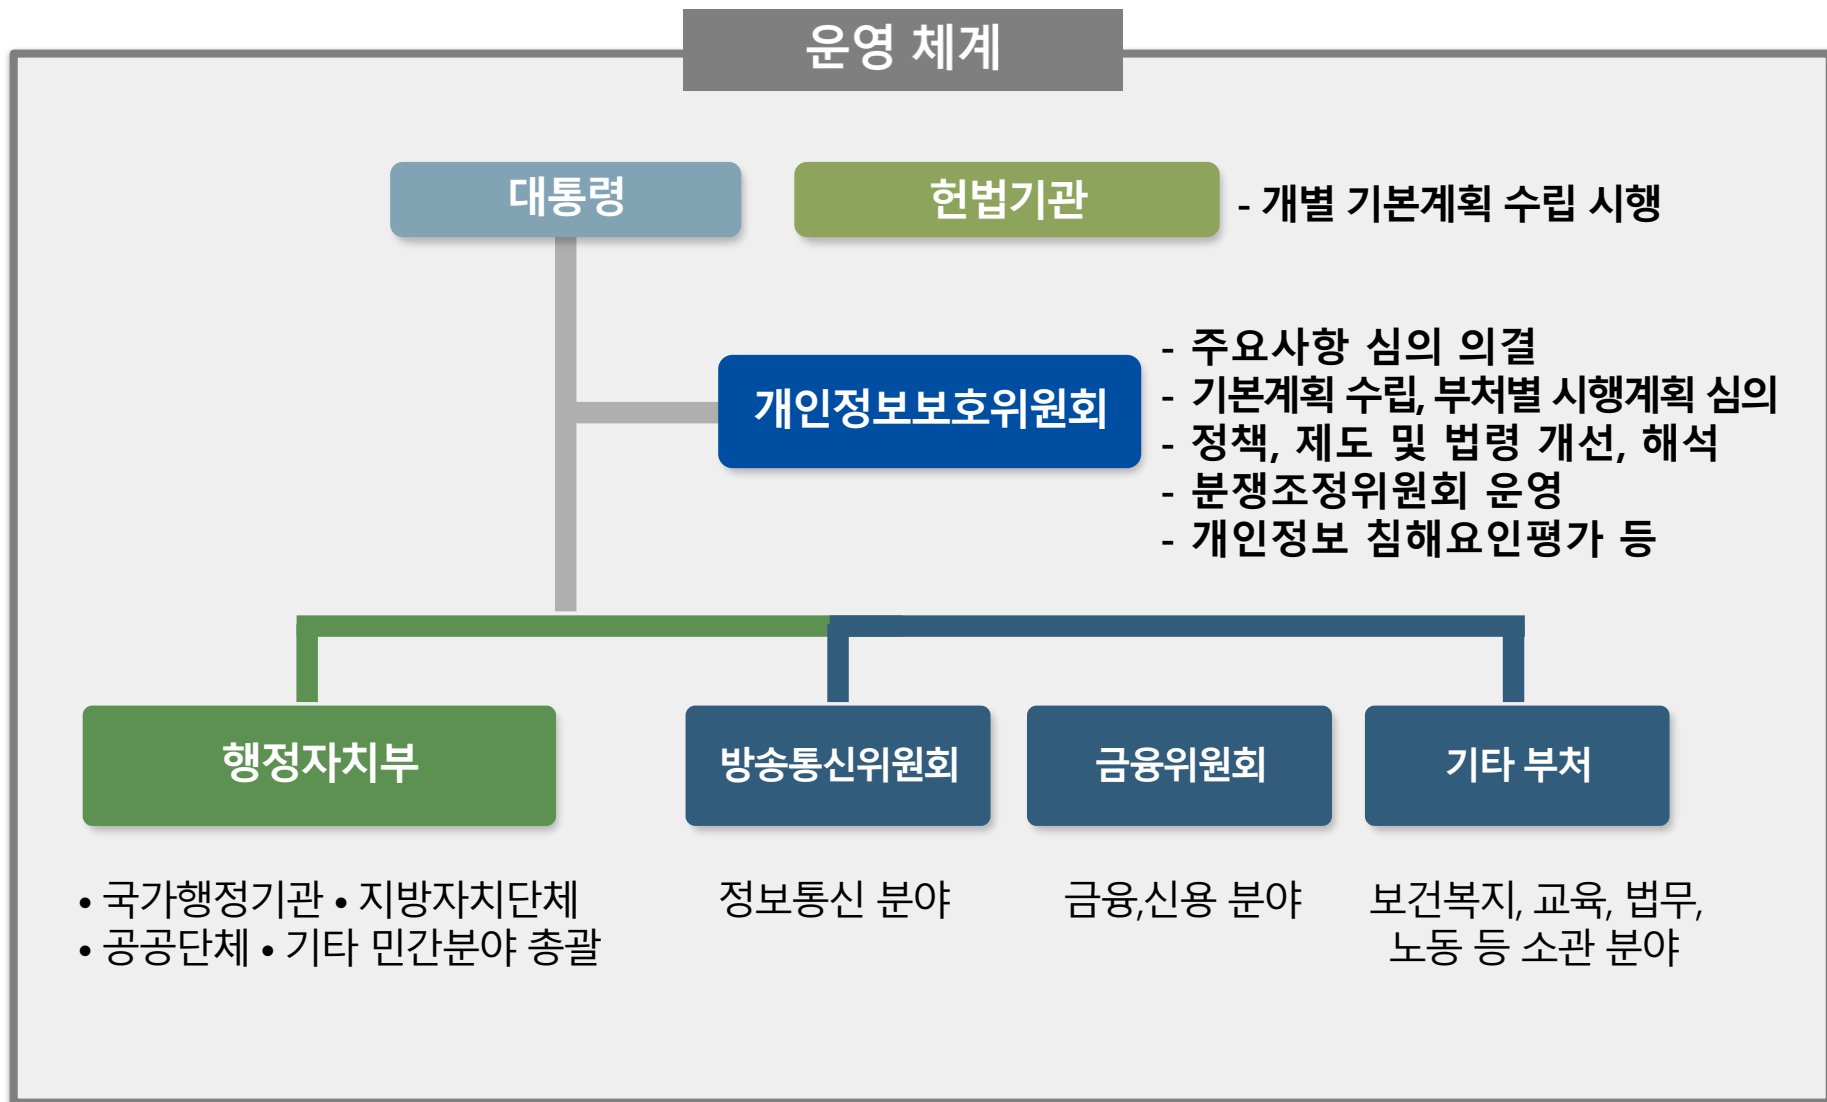 운영 체계
대통령
헌법기관
- 개별 기본계획 수립 시행
개인정보보호위원회
- 주요사항 심의 의결
- 기본계획 수립, 부처별 시행계획 심의
- 정책, 제도 및 법령 개선, 해석
- 분쟁조정위원회 운영
- 개인정보 침해요인평가 등
행정자치부
방송통신위원회
금융위원회
기타 부처
• 국가행정기관 • 지방자치단체
• 공공단체 • 기타 민간분야 총괄
정보통신 분야
금융,신용 분야
보건복지, 교육, 법무,
노동 등 소관 분야